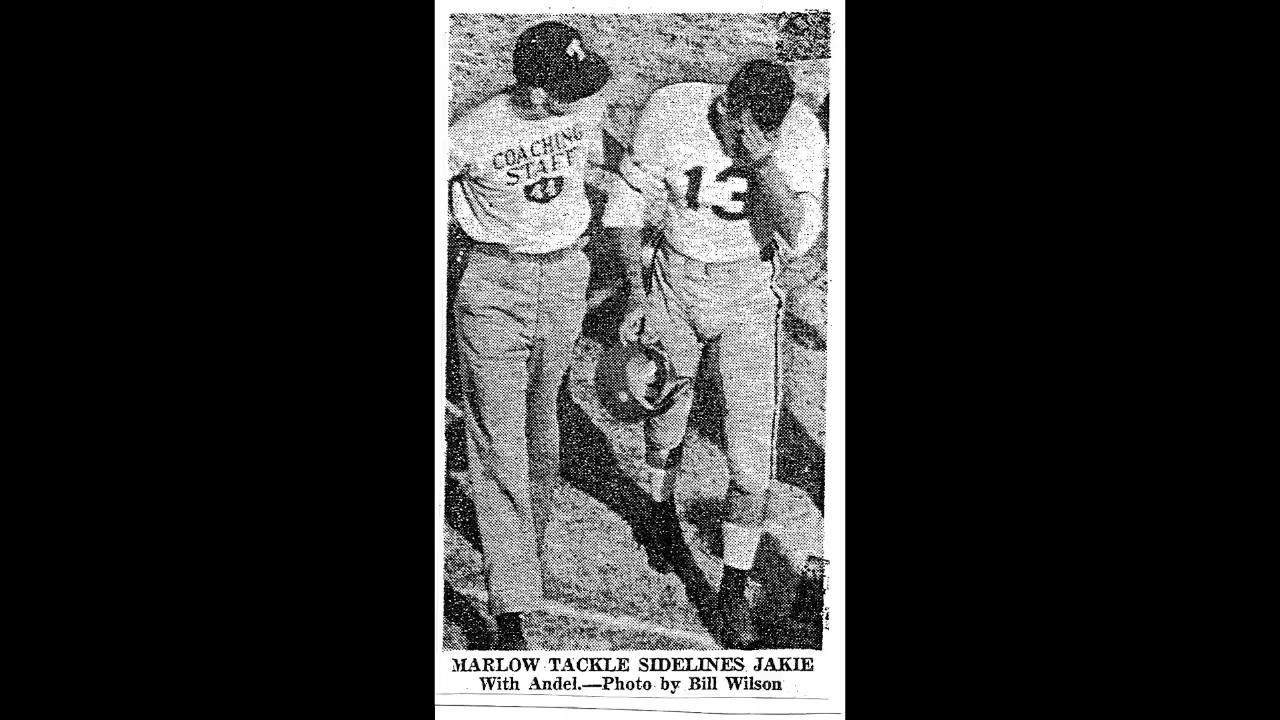 T
COACHING
STAFF
13
MARLOW TACKLE SIDELINES JAKIE
With Andel.—Photo by Bill Wilson